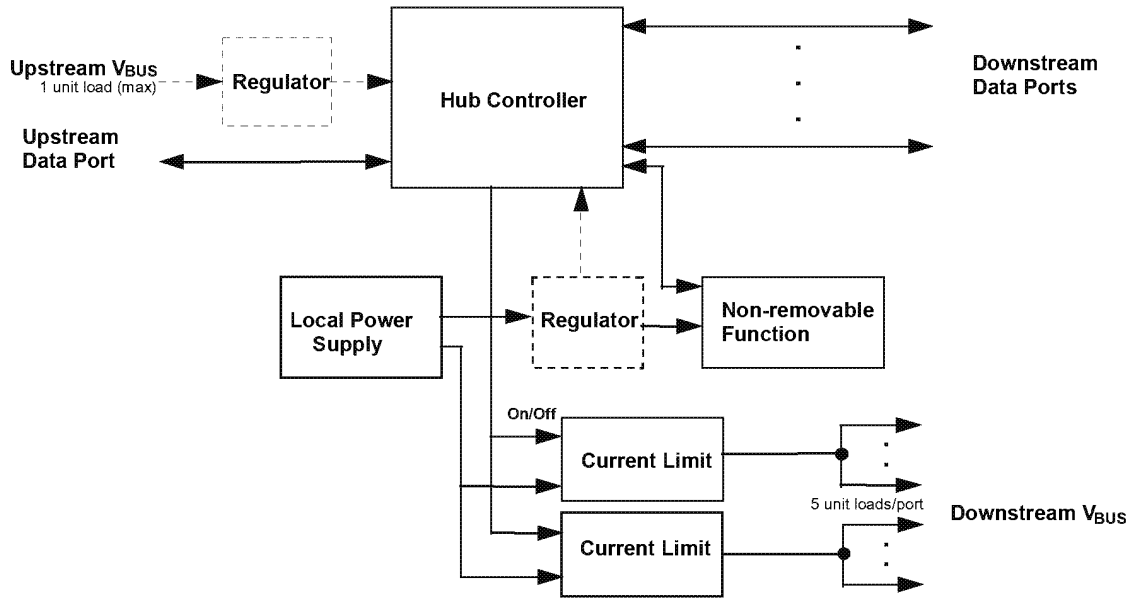 Upstream VBUS
1 unit load (max)
Regulator
Hub Controller
Downstream
Data Ports
Upstream
Data Port
Local Power
Supply
Regulator
Non-removable
Function
On/Off
Current Limit
5 unit loads/port
Downstream VBUS
Current Limit